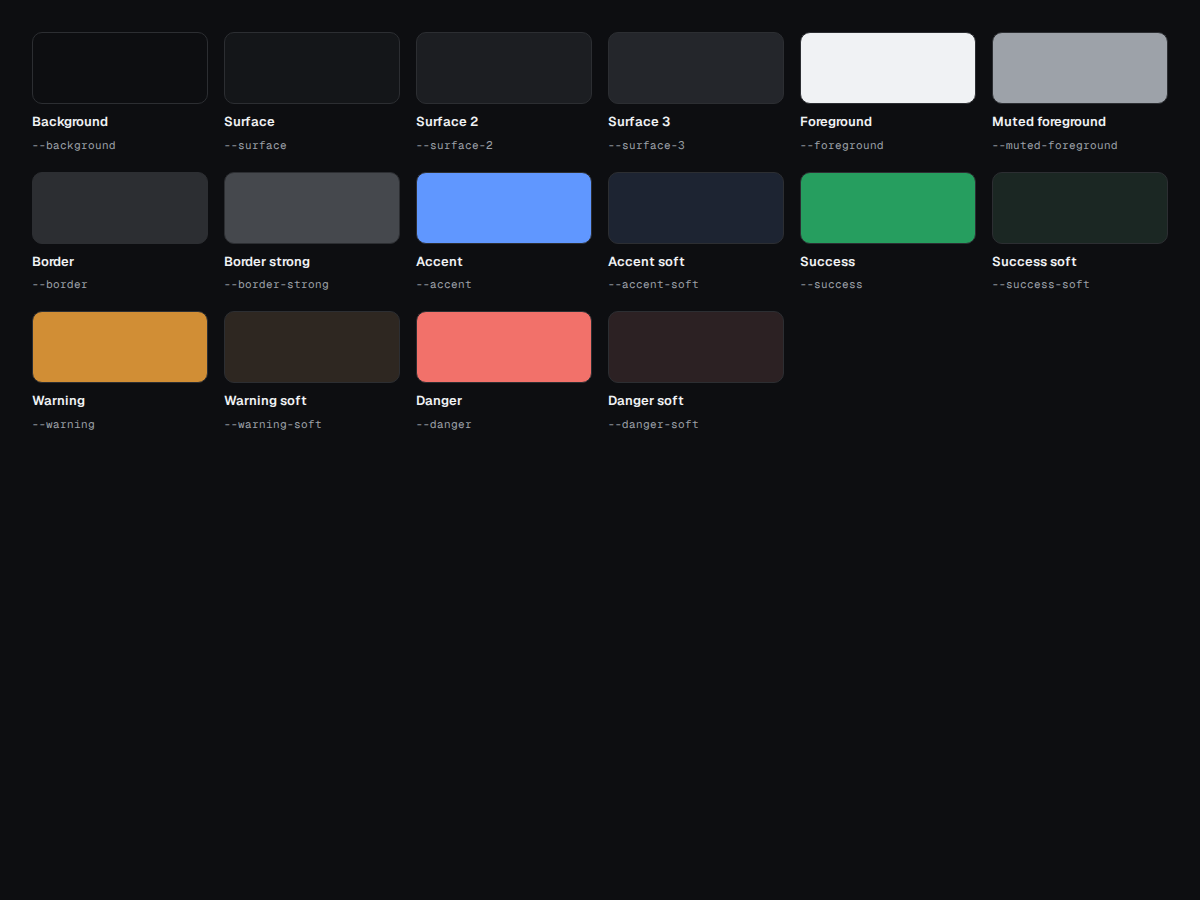 Background
--background
Surface
--surface
Surface 2
--surface-2
Surface 3
--surface-3
Foreground
--foreground
Muted foreground
--muted-foreground
Border
--border
Border strong
--border-strong
Accent
--accent
Accent soft
--accent-soft
Success
--success
Success soft
--success-soft
Warning
--warning
Warning soft
--warning-soft
Danger
--danger
Danger soft
--danger-soft